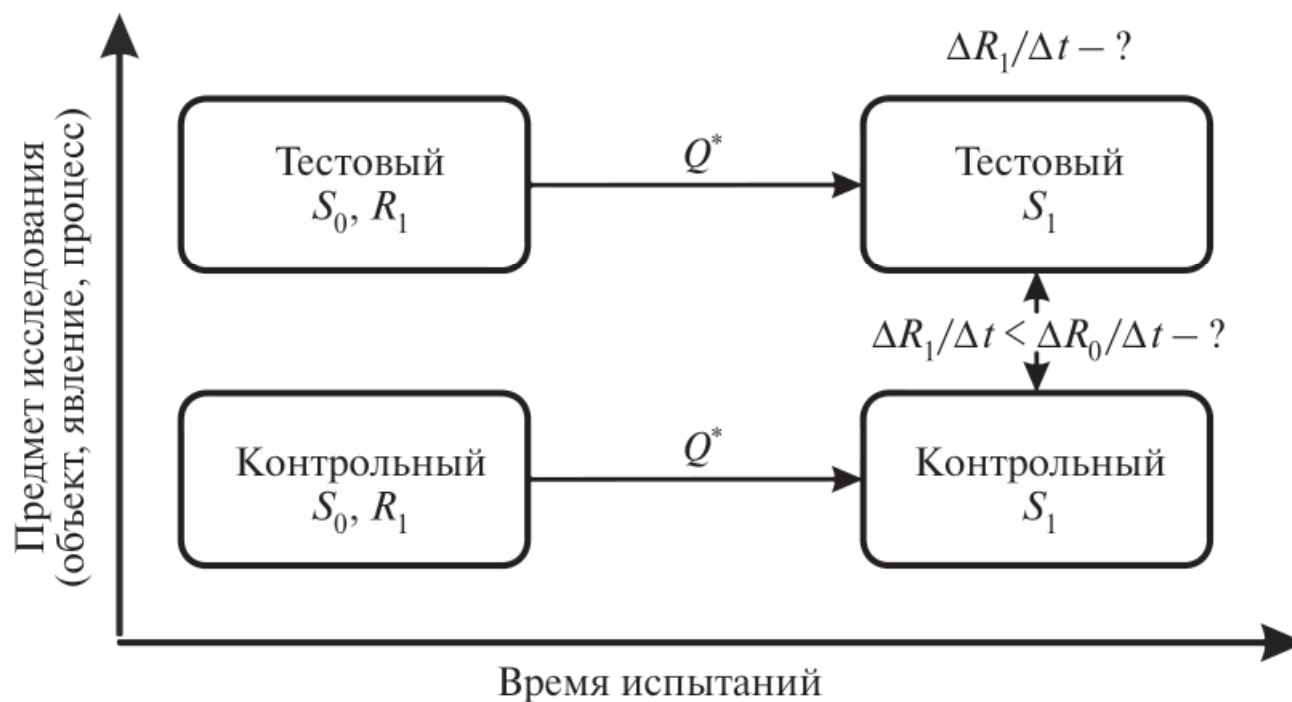 Предмет исследования
(объект, явление, процесс)
ΔR₁/Δt – ?
Тестовый
S₀, R₁
Q*
Тестовый
S₁
ΔR₁/Δt < ΔR₀/Δt – ?
Контрольный
S₀, R₁
Q*
Контрольный
S₁
Время испытаний